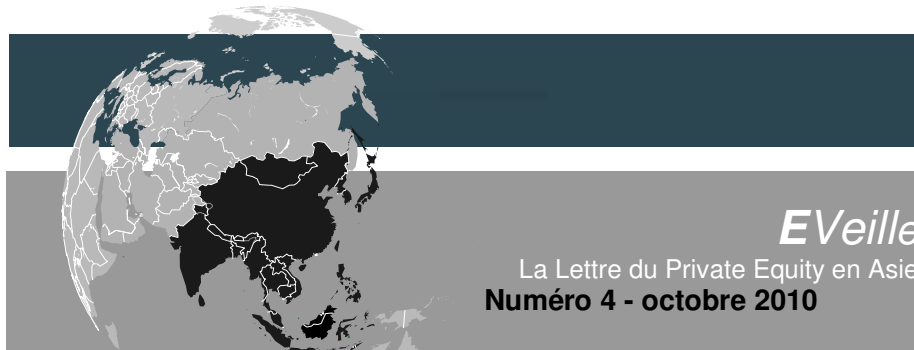 EVeille
La Lettre du Private Equity en Asie
Numéro 4 - octobre 2010